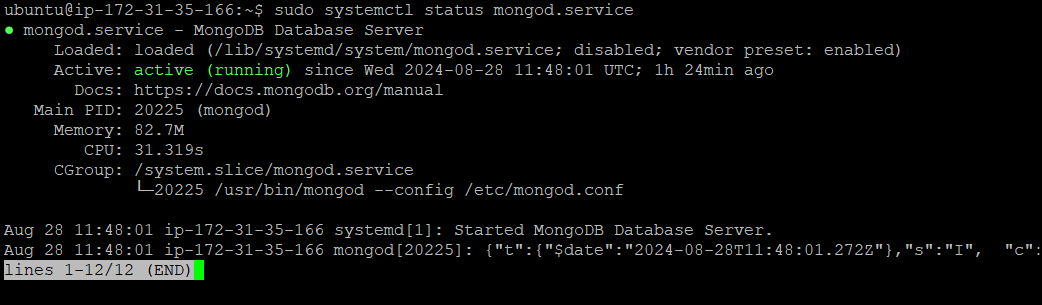 ubuntu@ip-172-31-35-166:~$ sudo systemctl status mongod.service
● mongod.service - MongoDB Database Server
     Loaded: loaded (/lib/systemd/system/mongod.service; disabled; vendor preset: enabled)
     Active: active (running) since Wed 2024-08-28 11:48:01 UTC; 1h 24min ago
       Docs: https://docs.mongodb.org/manual
   Main PID: 20225 (mongod)
     Memory: 82.7M
        CPU: 31.319s
     CGroup: /system.slice/mongod.service
             └─20225 /usr/bin/mongod --config /etc/mongod.conf

Aug 28 11:48:01 ip-172-31-35-166 systemd[1]: Started MongoDB Database Server.
Aug 28 11:48:01 ip-172-31-35-166 mongod[20225]: {"t":{"$date":"2024-08-28T11:48:01.272Z"},"s":"I",  "c":
lines 1-12/12 (END)